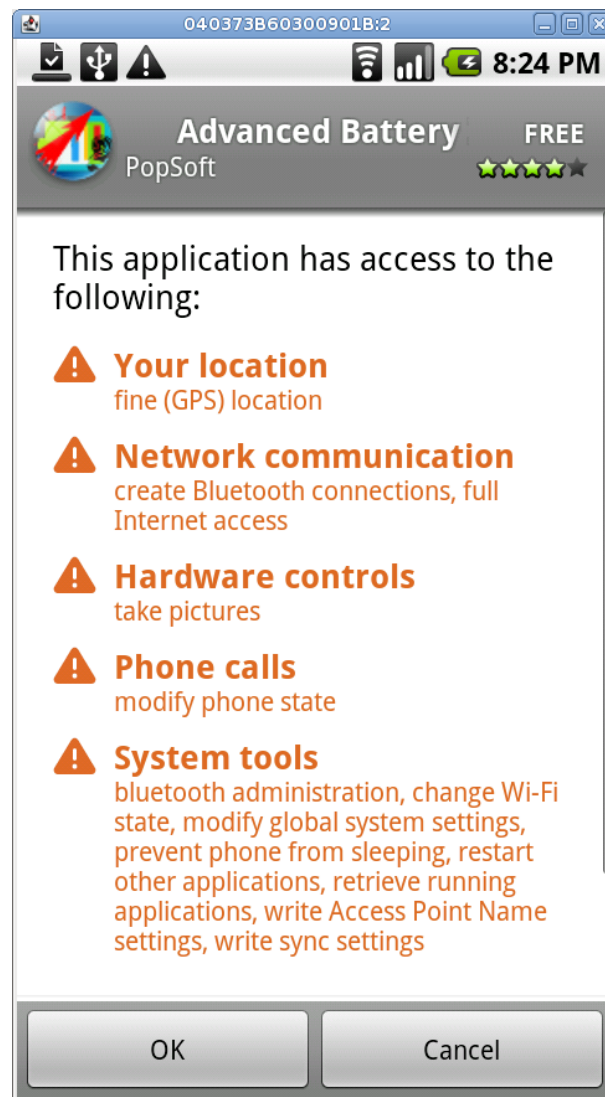 040373B60300901B:2
8:24 PM
Advanced Battery
FREE
PopSoft
This application has access to the
following:
Your location
fine (GPS) location
Network communication
create Bluetooth connections, full
Internet access
Hardware controls
take pictures
Phone calls
modify phone state
System tools
bluetooth administration, change Wi-Fi
state, modify global system settings,
prevent phone from sleeping, restart
other applications, retrieve running
applications, write Access Point Name
settings, write sync settings
OK
Cancel